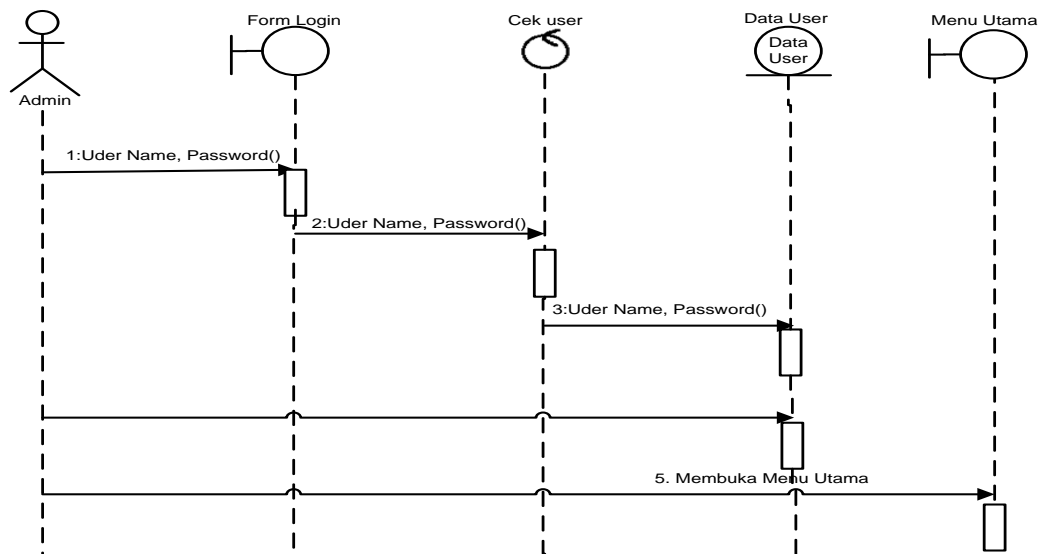 Form Login
Cek user
Data User
Menu Utama
Data
User
Admin
1:Uder Name, Password()
2:Uder Name, Password()
3:Uder Name, Password()
5. Membuka Menu Utama